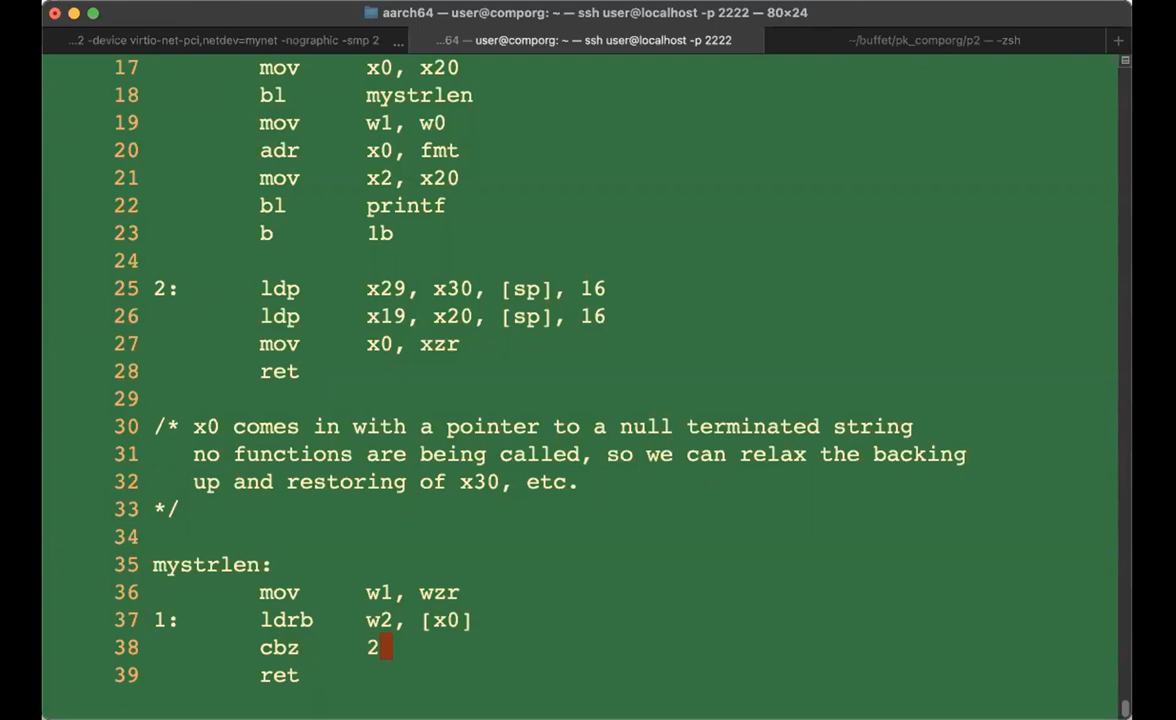 aarch64 — user@comporg: ~ — ssh user@localhost -p 2222 — 80×24
...2 -device virtio-net-pci,netdev=mynet -nographic -smp 2 ... ...64 — user@comporg: ~ — ssh user@localhost -p 2222 ~/buffet/pk_comporg/p2 — -zsh +
17 mov x0, x20
18 bl mystrlen
19 mov w1, w0
20 adr x0, fmt
21 mov x2, x20
22 bl printf
23 b 1b
24
25 2: ldp x29, x30, [sp], 16
26 ldp x19, x20, [sp], 16
27 mov x0, xzr
28 ret
29
30 /* x0 comes in with a pointer to a null terminated string
31 no functions are being called, so we can relax the backing
32 up and restoring of x30, etc.
33 */
34
35 mystrlen:
36 mov w1, wzr
37 1: ldrb w2, [x0]
38 cbz 2
39 ret